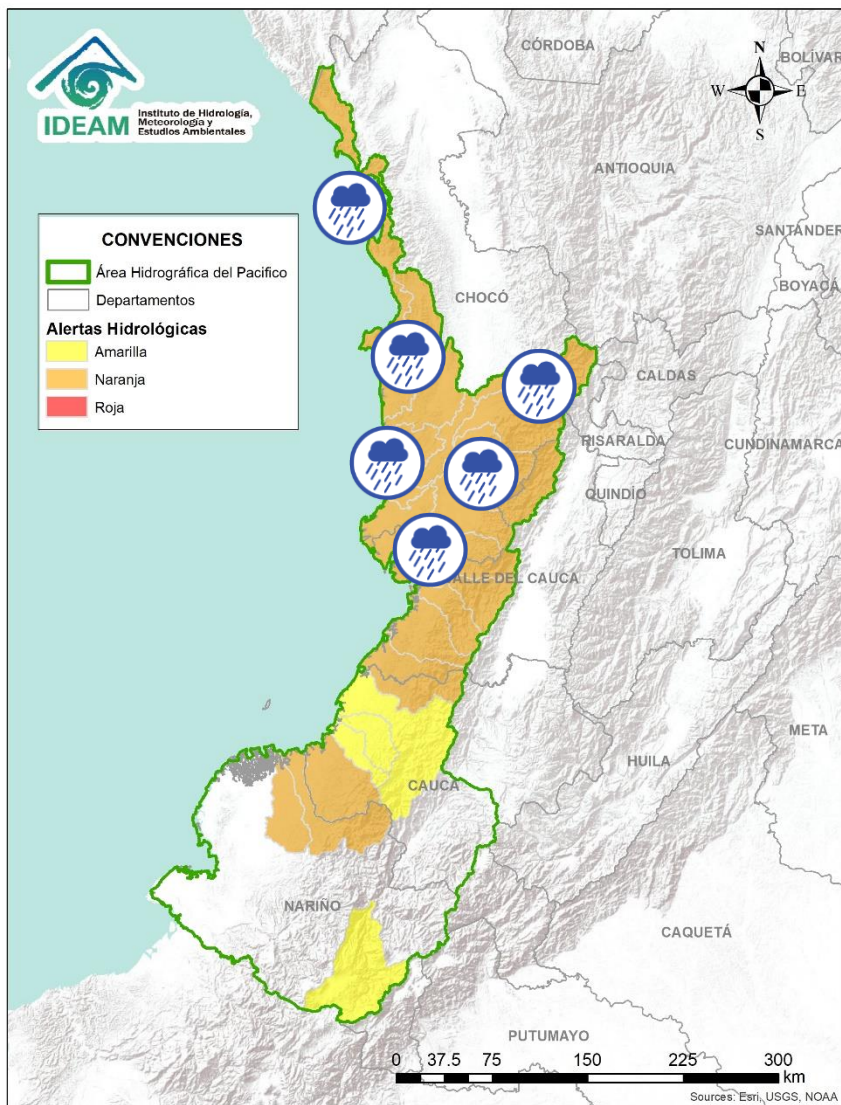 IDEAM
Instituto de Hidrología,
Meteorología y
Estudios Ambientales
CÓRDOBA
BOLÍVAR
N
W
E
S
ANTIOQUIA
SANTANDER
BOYACÁ
CONVENCIONES
Área Hidrográfica del Pacifico
Departamentos
Alertas Hidrológicas
Amarilla
Naranja
Roja
CHOCÓ
CALDAS
RISARALDA
CUNDINAMARCA
QUINDÍO
TOLIMA
ALLE DEL CAUCA
META
HUILA
CAUCA
NARIÑO
CAQUETÁ
PUTUMAYO
0 37.5 75 150 225 300
km
Sources: Esri, USGS, NOAA